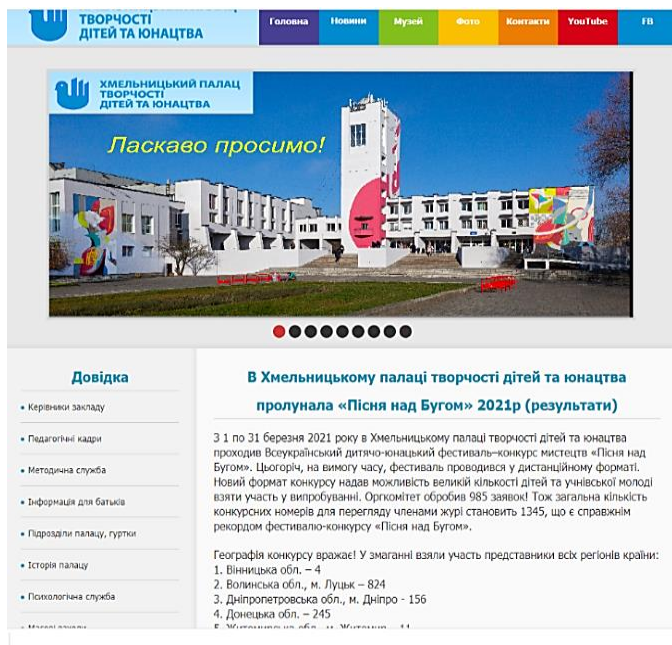 ТВОРЧОСТІ
ДІТЕЙ ТА ЮНАЦТВА
Головна Новини Музей Фото Контакти YouTube FB
ХМЕЛЬНИЦЬКИЙ ПАЛАЦ
ТВОРЧОСТІ
ДІТЕЙ ТА ЮНАЦТВА
Ласкаво просимо!
Довідка
• Керівники закладу
• Педагогічні кадри
• Методична служба
• Інформація для батьків
• Підрозділи палацу, гуртки
• Історія палацу
• Психологічна служба
В Хмельницькому палаці творчості дітей та юнацтва
пролунала «Пісня над Бугом» 2021р (результати)
З 1 по 31 березня 2021 року в Хмельницькому палаці творчості дітей та юнацтва
проходив Всеукраїнський дитячо-юнацький фестиваль–конкурс мистецтв «Пісня над
Бугом». Цьогоріч, на вимогу часу, фестиваль проводився у дистанційному форматі.
Новий формат конкурсу надав можливість великій кількості дітей та учнівської молоді
взяти участь у випробуванні. Оргкомітет обробив 985 заявок! Тож загальна кількість
конкурсних номерів для перегляду членами журі становить 1345, що є справжнім
рекордом фестивалю-конкурсу «Пісня над Бугом».
Географія конкурсу вражає! У змаганні взяли участь представники всіх регіонів країни:
1. Вінницька обл. – 4
2. Волинська обл., м. Луцьк – 824
3. Дніпропетровська обл., м. Дніпро - 156
4. Донецька обл. – 245